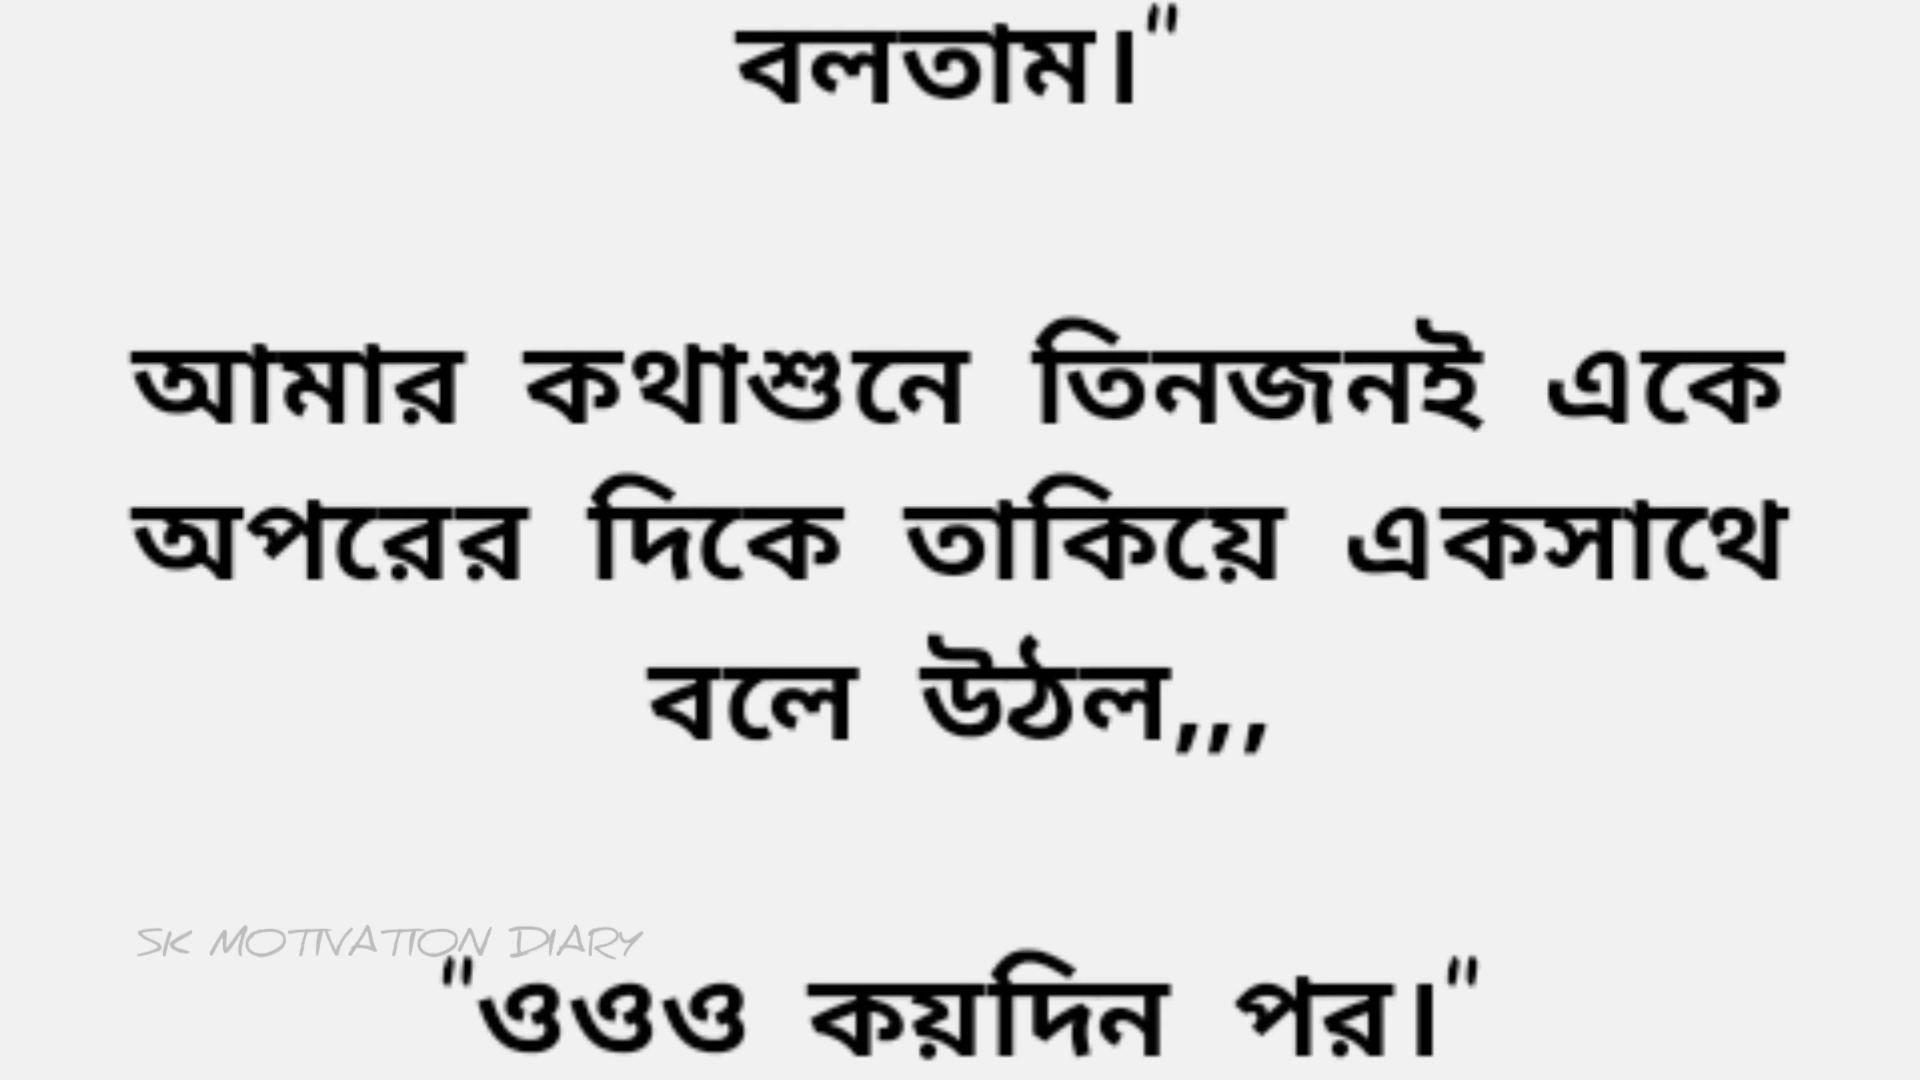 বলতাম।"
আমার কথাশুনে তিনজনই একে
অপরের দিকে তাকিয়ে একসাথে
বলে উঠল,,,
SK MOTIVATION DIARY
"ওওও কয়দিন পর।"